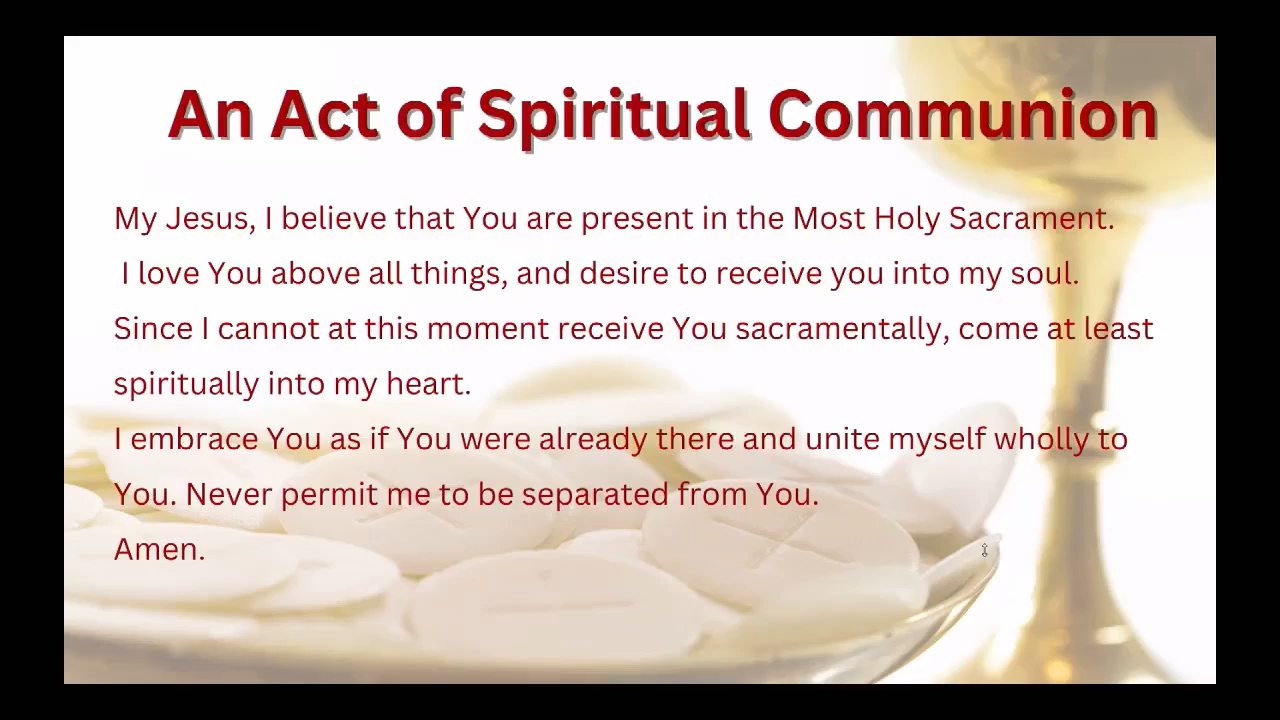 An Act of Spiritual Communion
My Jesus, I believe that You are present in the Most Holy Sacrament.
I love You above all things, and desire to receive you into my soul.
Since I cannot at this moment receive You sacramentally, come at least
spiritually into my heart.
I embrace You as if You were already there and unite myself wholly to
You. Never permit me to be separated from You.
Amen.